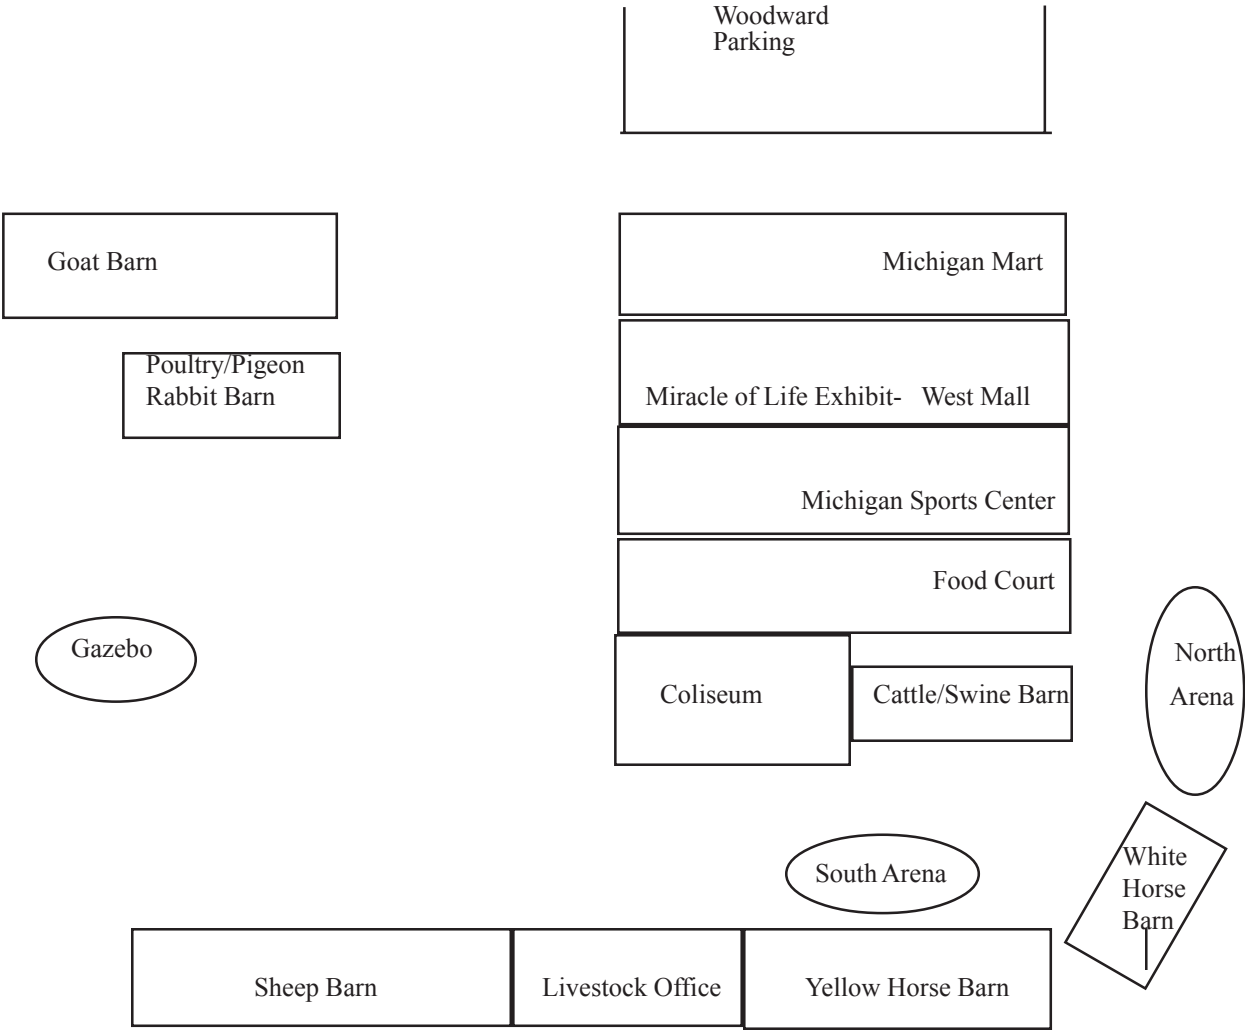 Woodward
Parking
Goat Barn
Michigan Mart
Poultry/Pigeon
Rabbit Barn
Miracle of Life Exhibit- West Mall
Michigan Sports Center
Food Court
Gazebo
North
Arena
Coliseum
Cattle/Swine Barn
South Arena
White
Horse
Barn
Sheep Barn
Livestock Office
Yellow Horse Barn